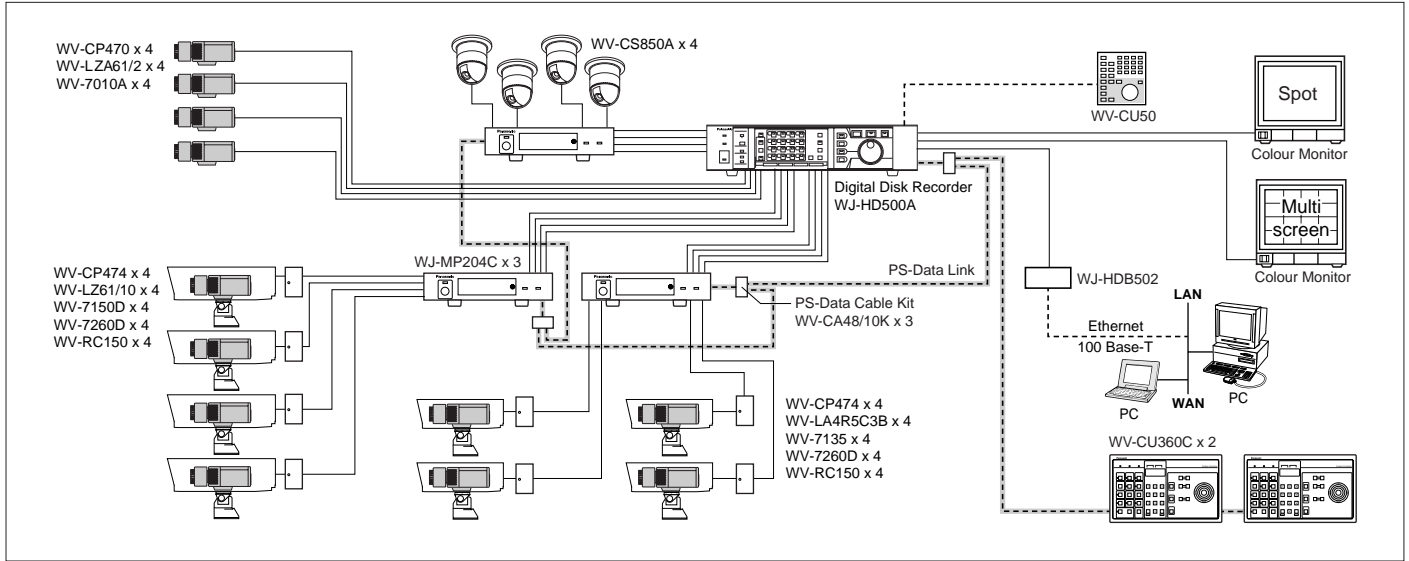 WV-CP470 x 4
WV-LZA61/2 x 4
WV-7010A x 4
WV-CS850A x 4
WV-CU50
Spot
Colour Monitor
Digital Disk Recorder
WJ-HD500A
Multi
screen
Colour Monitor
WJ-MP204C x 3
PS-Data Link
WJ-HDB502
PS-Data Cable Kit
WV-CA48/10K x 3
WV-CP474 x 4
WV-LZ61/10 x 4
WV-7150D x 4
WV-7260D x 4
WV-RC150 x 4
LAN
Ethernet
100 Base-T
PC
WAN
PC
WV-CP474 x 4
WV-LA4R5C3B x 4
WV-7135 x 4
WV-7260D x 4
WV-RC150 x 4
WV-CU360C x 2